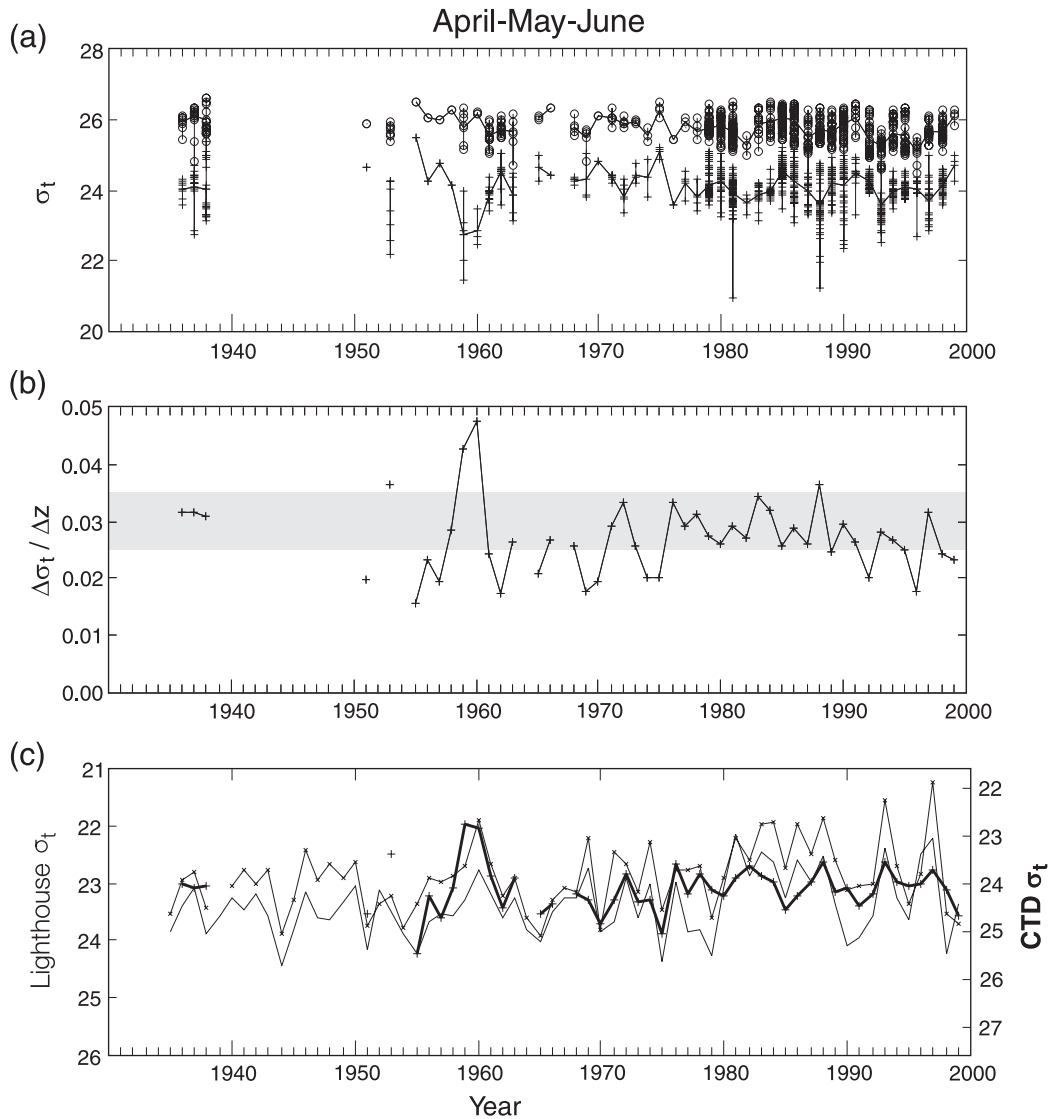 April-May-June
(a)
28
26
24
22
20
σt
1940 1950 1960 1970 1980 1990 2000
(b)
0.05
0.04
0.03
0.02
0.01
0.00
Δσt / Δz
1940 1950 1960 1970 1980 1990 2000
(c)
21
22
23
24
25
26
Lighthouse σt
22
23
24
25
26
27
CTD σt
1940 1950 1960 1970 1980 1990 2000
Year